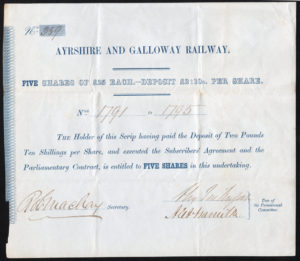 No. 359
AYRSHIRE AND GALLOWAY RAILWAY.
FIVE SHARES OF £25 EACH.—DEPOSIT £2:10s. PER SHARE.
Nos 1791 " 1795
THE Holder of this Scrip having paid the Deposit of Two Pounds
Ten Shillings per Share, and executed the Subscribers' Agreement and the
Parliamentary Contract, is entitled to FIVE SHARES in this undertaking.
Secretary.
Alex Hamilton
Two of
the Provisional
Committee.